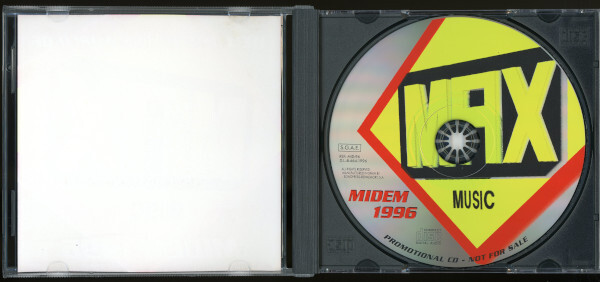 MAX
MUSIC
S.G.A.E.
MIDEM
1996
PROMOTIONAL CD - NOT FOR SALE